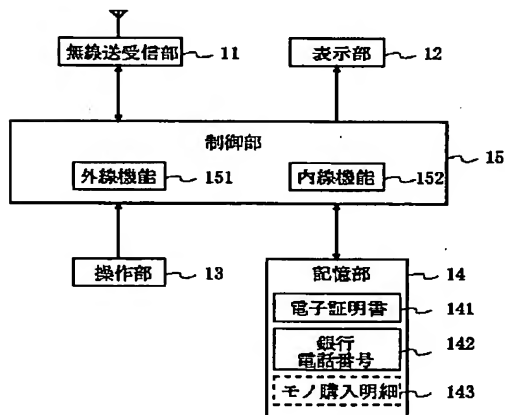 無線送受信部 11
表示部 12
制御部
15
外線機能 151
内線機能 152
操作部 13
記憶部 14
電子証明書 141
銀行
電話番号 142
モノ購入明細 143